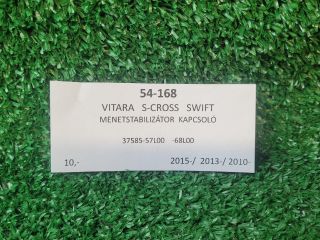 54-168
VITARA S-CROSS SWIFT
MENETSTABILIZÁTOR KAPCSOLÓ
37585-57L00 -68L00
10,- 2015-/ 2013-/ 2010-